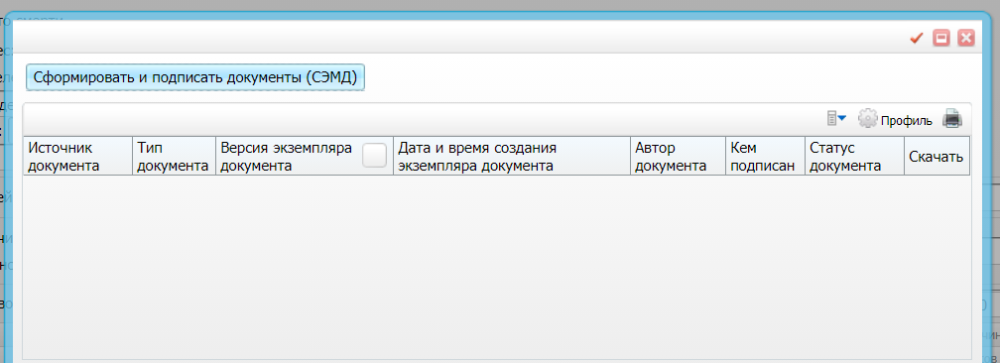 Сформировать и подписать документы (СЭМД)
Профиль
Источник документа
Тип документа
Версия экземпляра документа
Дата и время создания экземпляра документа
Автор документа
Кем подписан
Статус документа
Скачать